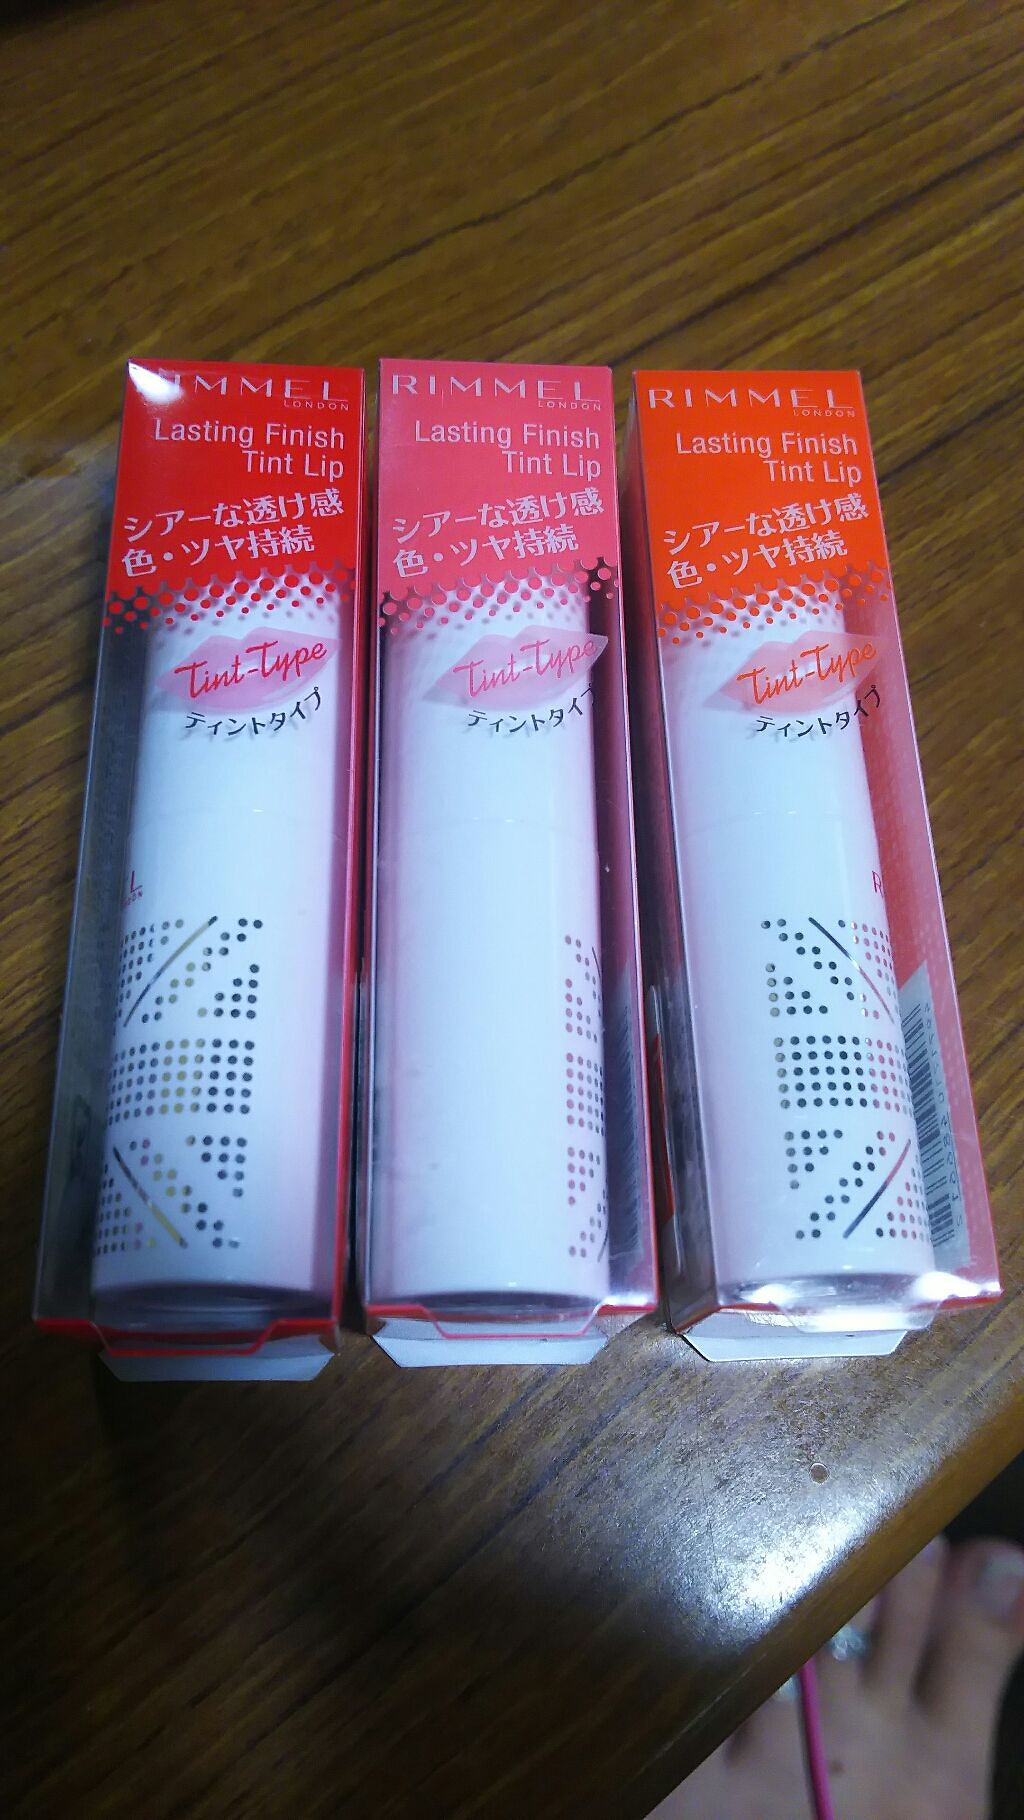 RIMMEL
LONDON
Lasting Finish
Tint Lip
シアーな透け感
色・ツヤ持続
Tint-Type
ティントタイプ
RIMMEL
LONDON
Lasting Finish
Tint Lip
シアーな透け感
色・ツヤ持続
Tint-Type
ティントタイプ
RIMMEL
LONDON
Lasting Finish
Tint Lip
シアーな透け感
色・ツヤ持続
Tint-Type
ティントタイプ